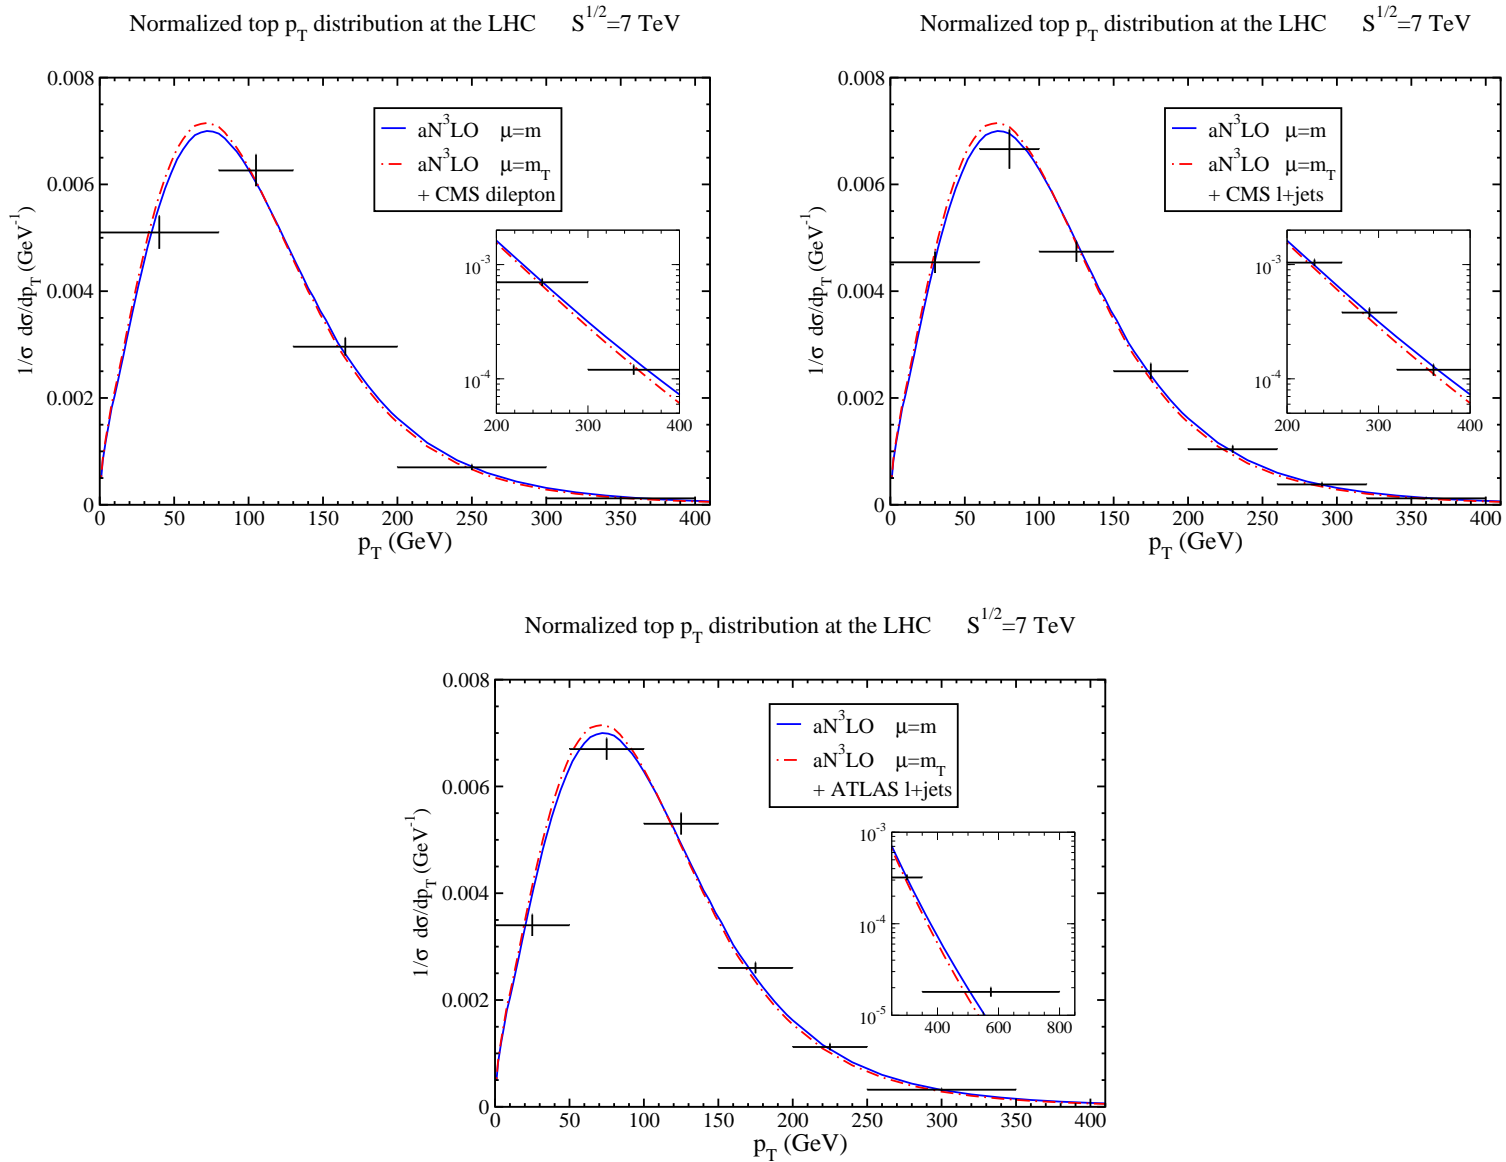 Normalized top p_T distribution at the LHC S^1/2=7 TeV
0.008
0.006
0.004
0.002
0
1/σ dσ/dp_T (GeV^-1)
aN^3LO μ=m
aN^3LO μ=m_T
+ CMS dilepton
10^-3
10^-4
200 300 400
0 50 100 150 200 250 300 350 400
p_T (GeV)
Normalized top p_T distribution at the LHC S^1/2=7 TeV
0.008
0.006
0.004
0.002
0
1/σ dσ/dp_T (GeV^-1)
aN^3LO μ=m
aN^3LO μ=m_T
+ CMS l+jets
10^-3
10^-4
200 300 400
0 50 100 150 200 250 300 350 400
p_T (GeV)
Normalized top p_T distribution at the LHC S^1/2=7 TeV
0.008
0.006
0.004
0.002
0
1/σ dσ/dp_T (GeV^-1)
aN^3LO μ=m
aN^3LO μ=m_T
+ ATLAS l+jets
10^-3
10^-4
10^-5
400 600 800
0 50 100 150 200 250 300 350 400
p_T (GeV)